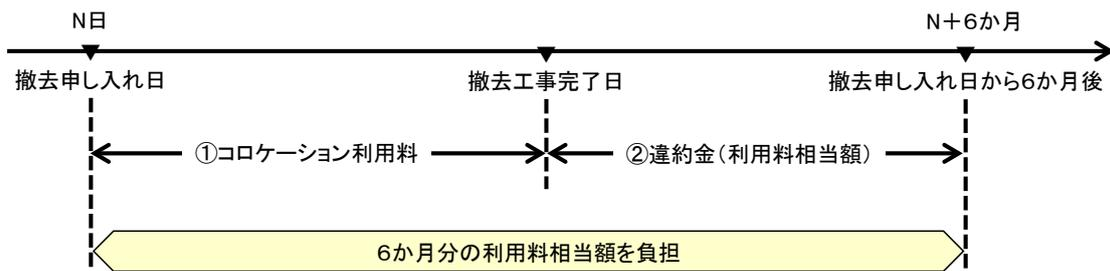 N日
N+6か月
撤去申し入れ日
撤去工事完了日
撤去申し入れ日から6か月後
①コロケーション利用料
②違約金(利用料相当額)
6か月分の利用料相当額を負担